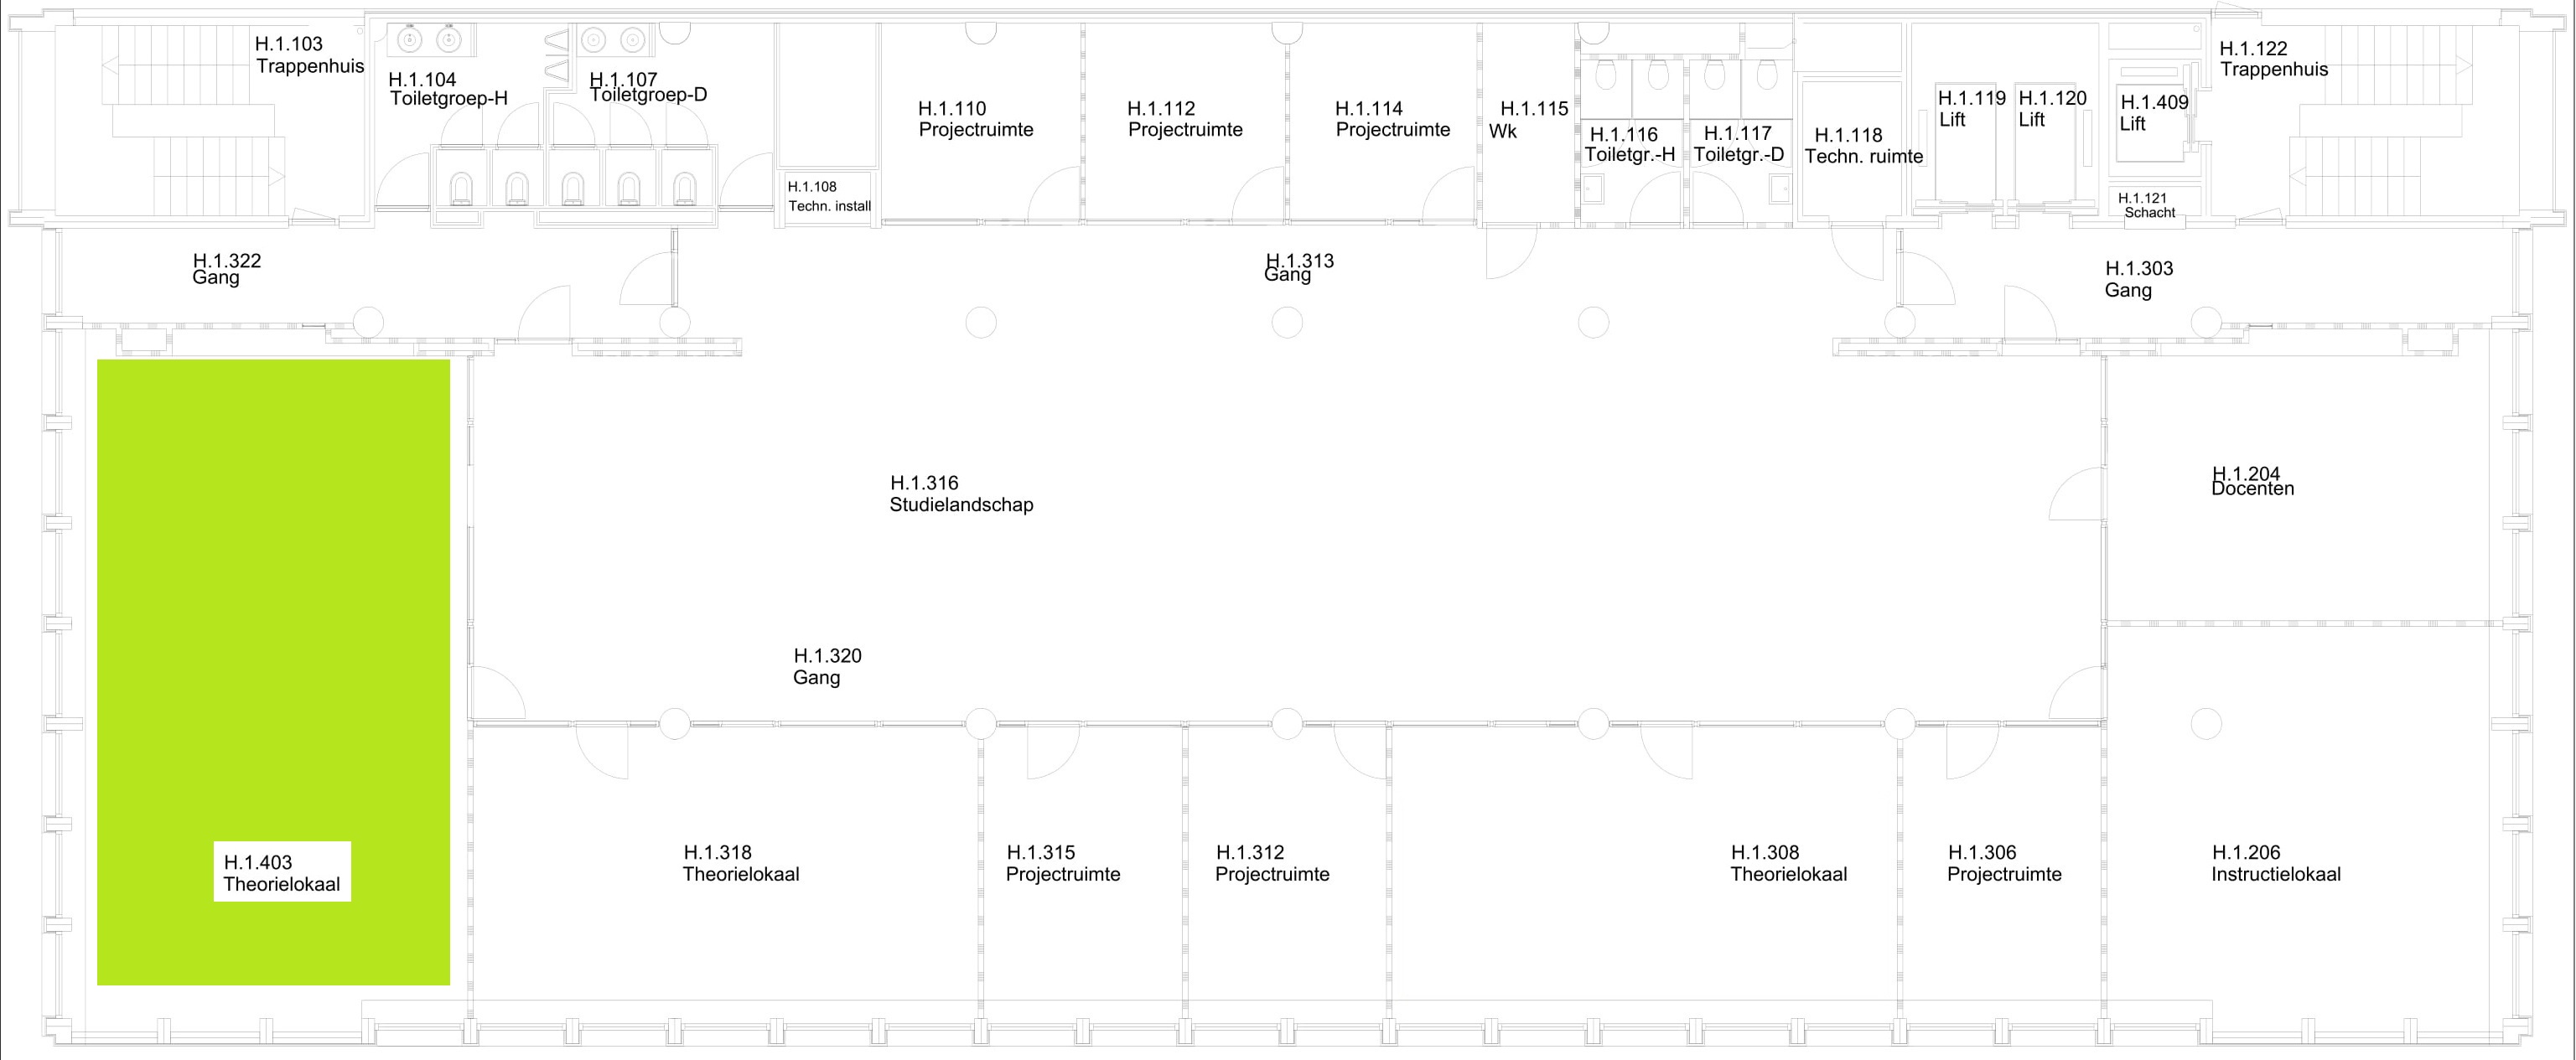 H.1.103
Trappenhuis
H.1.104
Toiletgroep-H
H.1.107
Toiletgroep-D
H.1.108
Techn. install
H.1.110
Projectruimte
H.1.112
Projectruimte
H.1.114
Projectruimte
H.1.115
Wk
H.1.116
Toiletgr.-H
H.1.117
Toiletgr.-D
H.1.118
Techn. ruimte
H.1.119
Lift
H.1.120
Lift
H.1.409
Lift
H.1.121
Schacht
H.1.122
Trappenhuis
H.1.322
Gang
H.1.313
Gang
H.1.303
Gang
H.1.316
Studielandschap
H.1.204
Docenten
H.1.320
Gang
H.1.403
Theorielokaal
H.1.318
Theorielokaal
H.1.315
Projectruimte
H.1.312
Projectruimte
H.1.308
Theorielokaal
H.1.306
Projectruimte
H.1.206
Instructielokaal